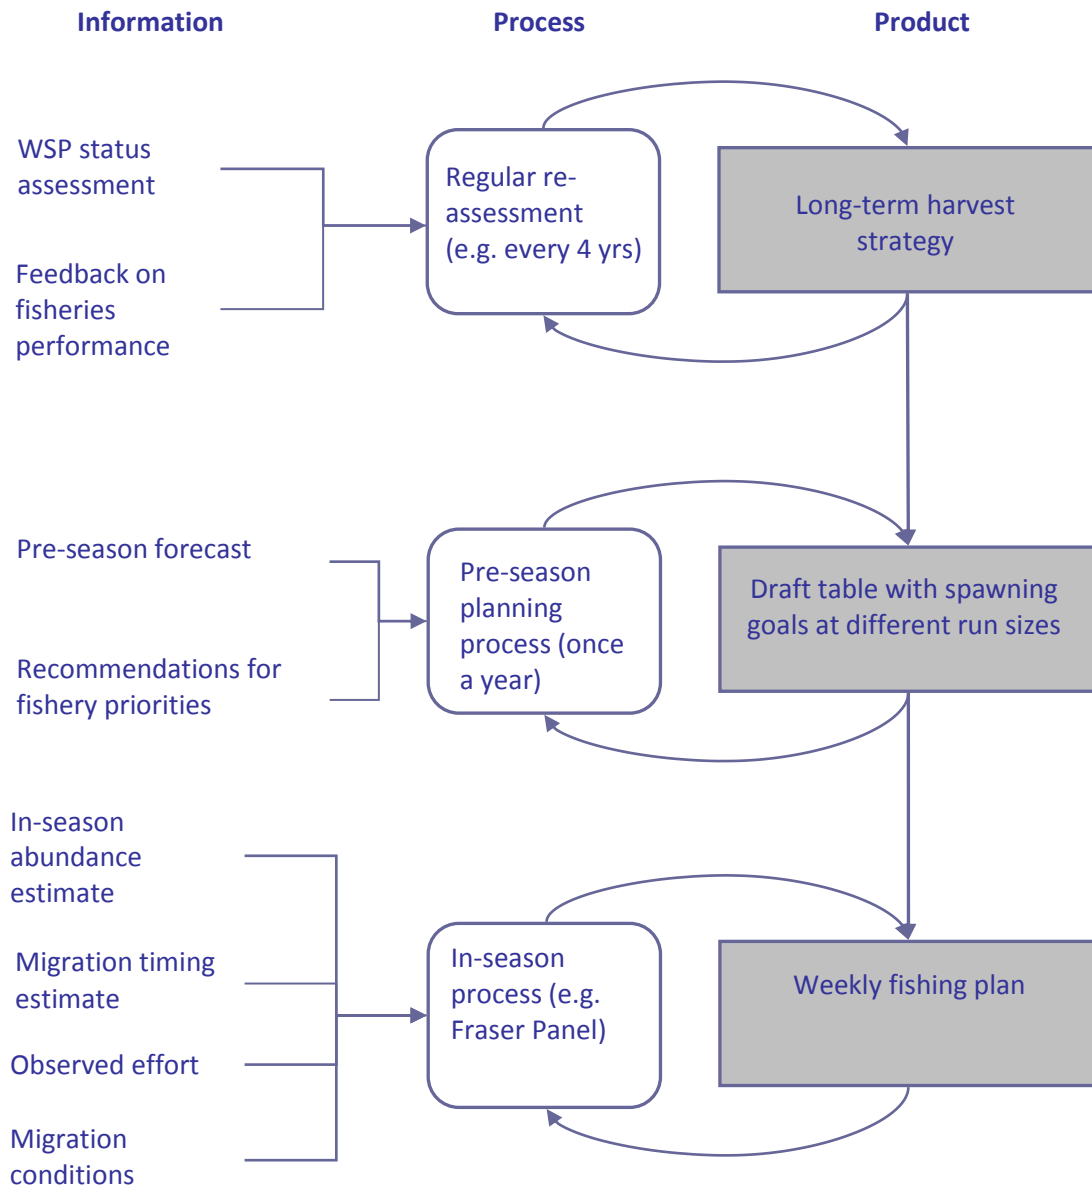 Information
Process
Product
WSP status
assessment
Feedback on
fisheries
performance
Regular re-
assessment
(e.g. every 4 yrs)
Long-term harvest
strategy
Pre-season forecast
Recommendations for
fishery priorities
Pre-season
planning
process (once
a year)
Draft table with spawning
goals at different run sizes
In-season
abundance
estimate
Migration timing
estimate
Observed effort
Migration
conditions
In-season
process (e.g.
Fraser Panel)
Weekly fishing plan